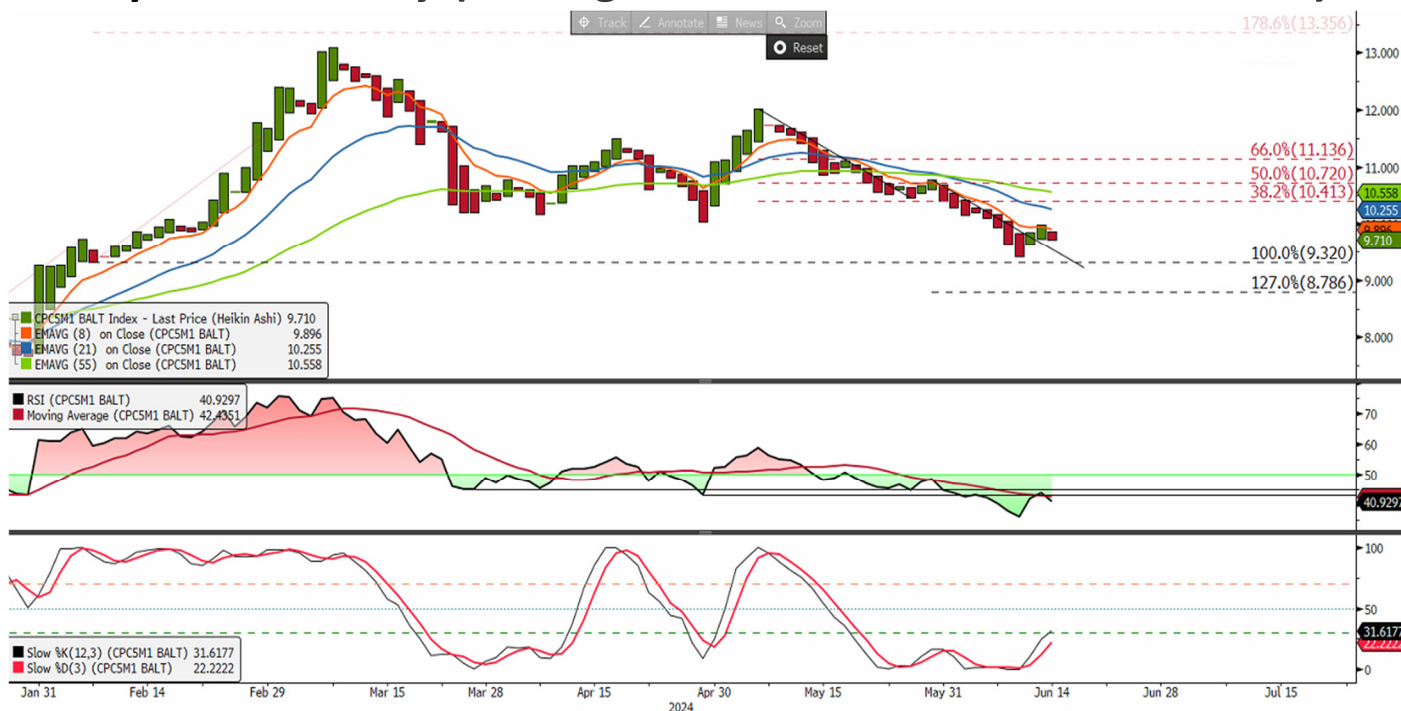 Track Annotate News Zoom
Reset
178.6%(13.356)
13.000
12.000
66.0%(11.136)
11.000
50.0%(10.720)
38.2%(10.413)
10.558
10.255
9.896
9.710
100.0%(9.320)
127.0%(8.786)
9.000
8.000
CPC5M1 BALT Index - Last Price (Heikin Ashi) 9.710
EMAVG (8) on Close (CPC5M1 BALT) 9.896
EMAVG (21) on Close (CPC5M1 BALT) 10.255
EMAVG (55) on Close (CPC5M1 BALT) 10.558
RSI (CPC5M1 BALT) 40.9297
Moving Average (CPC5M1 BALT) 42.4351
70
60
50
40.9297
100
50
31.6177
22.2222
0
Slow %K(12,3) (CPC5M1 BALT) 31.6177
Slow %D(3) (CPC5M1 BALT) 22.2222
Jan 31 Feb 14 Feb 29 Mar 15 Mar 28 Apr 15 Apr 30 May 15 May 31 Jun 14 Jun 28 Jul 15
2024